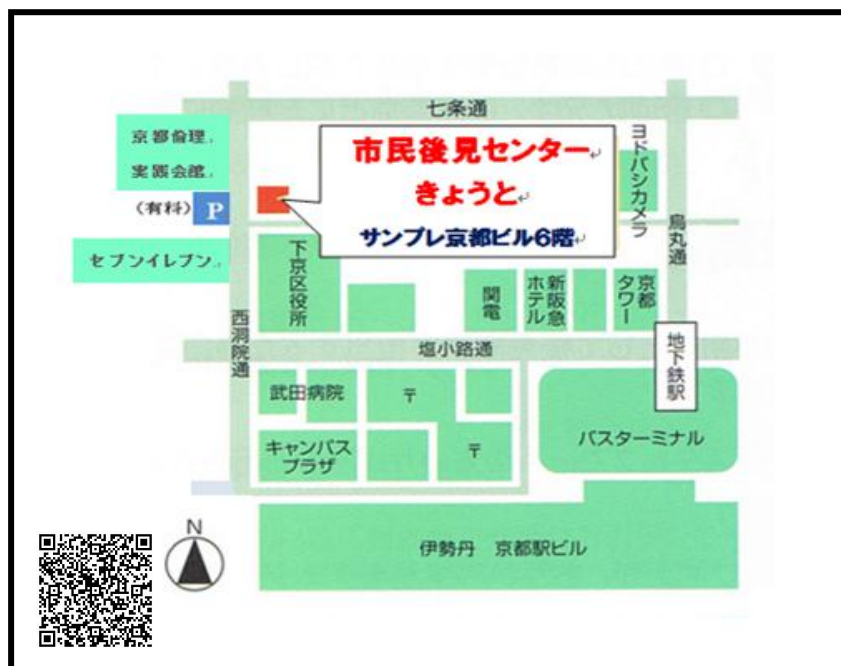 七条通
京都倫理
実践会館
(有料) P
セブンイレブン
市民後見センター
きょうと
サンプレ京都ビル6階
ヨドバシカメラ
烏丸通
下京区役所
関電
新阪急
ホテル
京都
タワー
西洞院通
塩小路通
地下鉄駅
武田病院
〒
キャンパス
プラザ
〒
バスターミナル
N
伊勢丹 京都駅ビル